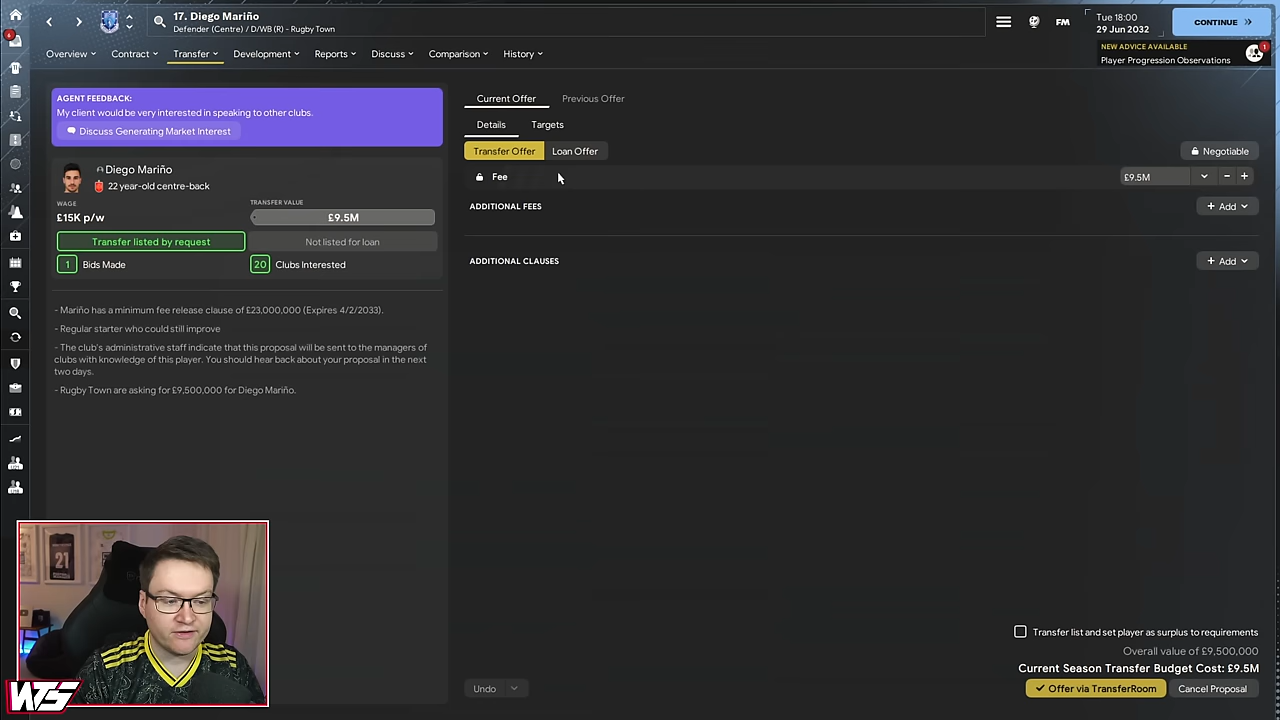 17. Diego Mariño
Defender (Centre) / D/WB (R) - Rugby Town
FM
Tue 18:00
29 Jun 2032
CONTINUE
NEW ADVICE AVAILABLE
Player Progression Observations
1
6
Overview
Contract
Transfer
Development
Reports
Discuss
Comparison
History
AGENT FEEDBACK:
My client would be very interested in speaking to other clubs.
Discuss Generating Market Interest
Diego Mariño
22 year-old centre-back
WAGE
£15K p/w
TRANSFER VALUE
£9.5M
Transfer listed by request
Not listed for loan
1 Bids Made
20 Clubs Interested
- Mariño has a minimum fee release clause of £23,000,000 (Expires 4/2/2033).
- Regular starter who could still improve
- The club's administrative staff indicate that this proposal will be sent to the managers of
clubs with knowledge of this player. You should hear back about your proposal in the next
two days.
- Rugby Town are asking for £9,500,000 for Diego Mariño.
Current Offer
Previous Offer
Details
Targets
Transfer Offer
Loan Offer
Negotiable
Fee
£9.5M
ADDITIONAL FEES
+ Add
ADDITIONAL CLAUSES
+ Add
Transfer list and set player as surplus to requirements
Overall value of £9,500,000
Current Season Transfer Budget Cost: £9.5M
Undo
Offer via TransferRoom
Cancel Proposal
21
WTS